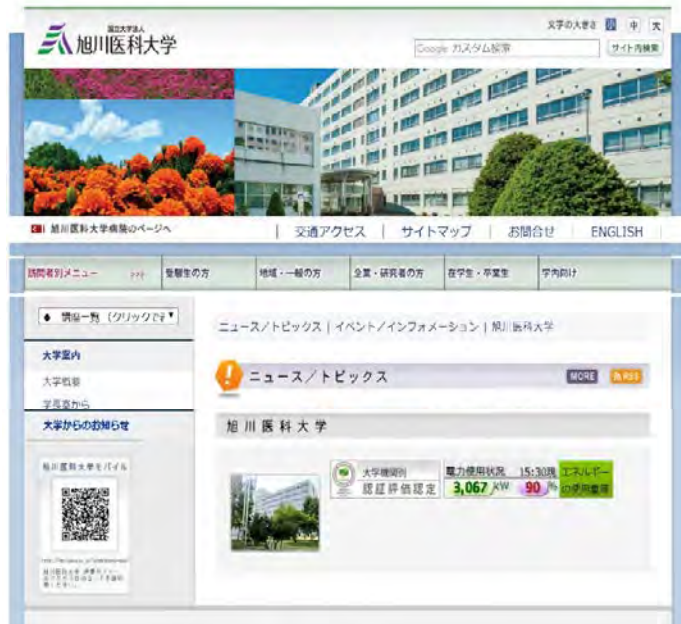 国立大学法人
旭川医科大学
文字の大きさ 小 中 大
Google カスタム検索
サイト内検索
旭川医科大学病院のページへ
交通アクセス | サイトマップ | お問合せ | ENGLISH
訪問者別メニュー >>> 受験生の方 地域・一般の方 企業・研究者の方 在学生・卒業生 学内向け
講座一覧 (クリックでき
ニュース/トピックス | イベント/インフォメーション | 旭川医科大学
大学案内
大学概要
学長室から
大学からのお知らせ
旭川医科大学モバイル
ニュース/トピックス
MORE RSS
旭川医科大学
大学機関別
認証評価認定
電力使用状況 15:30現
3,067 kW 90 %
エネルギー
の使用量等